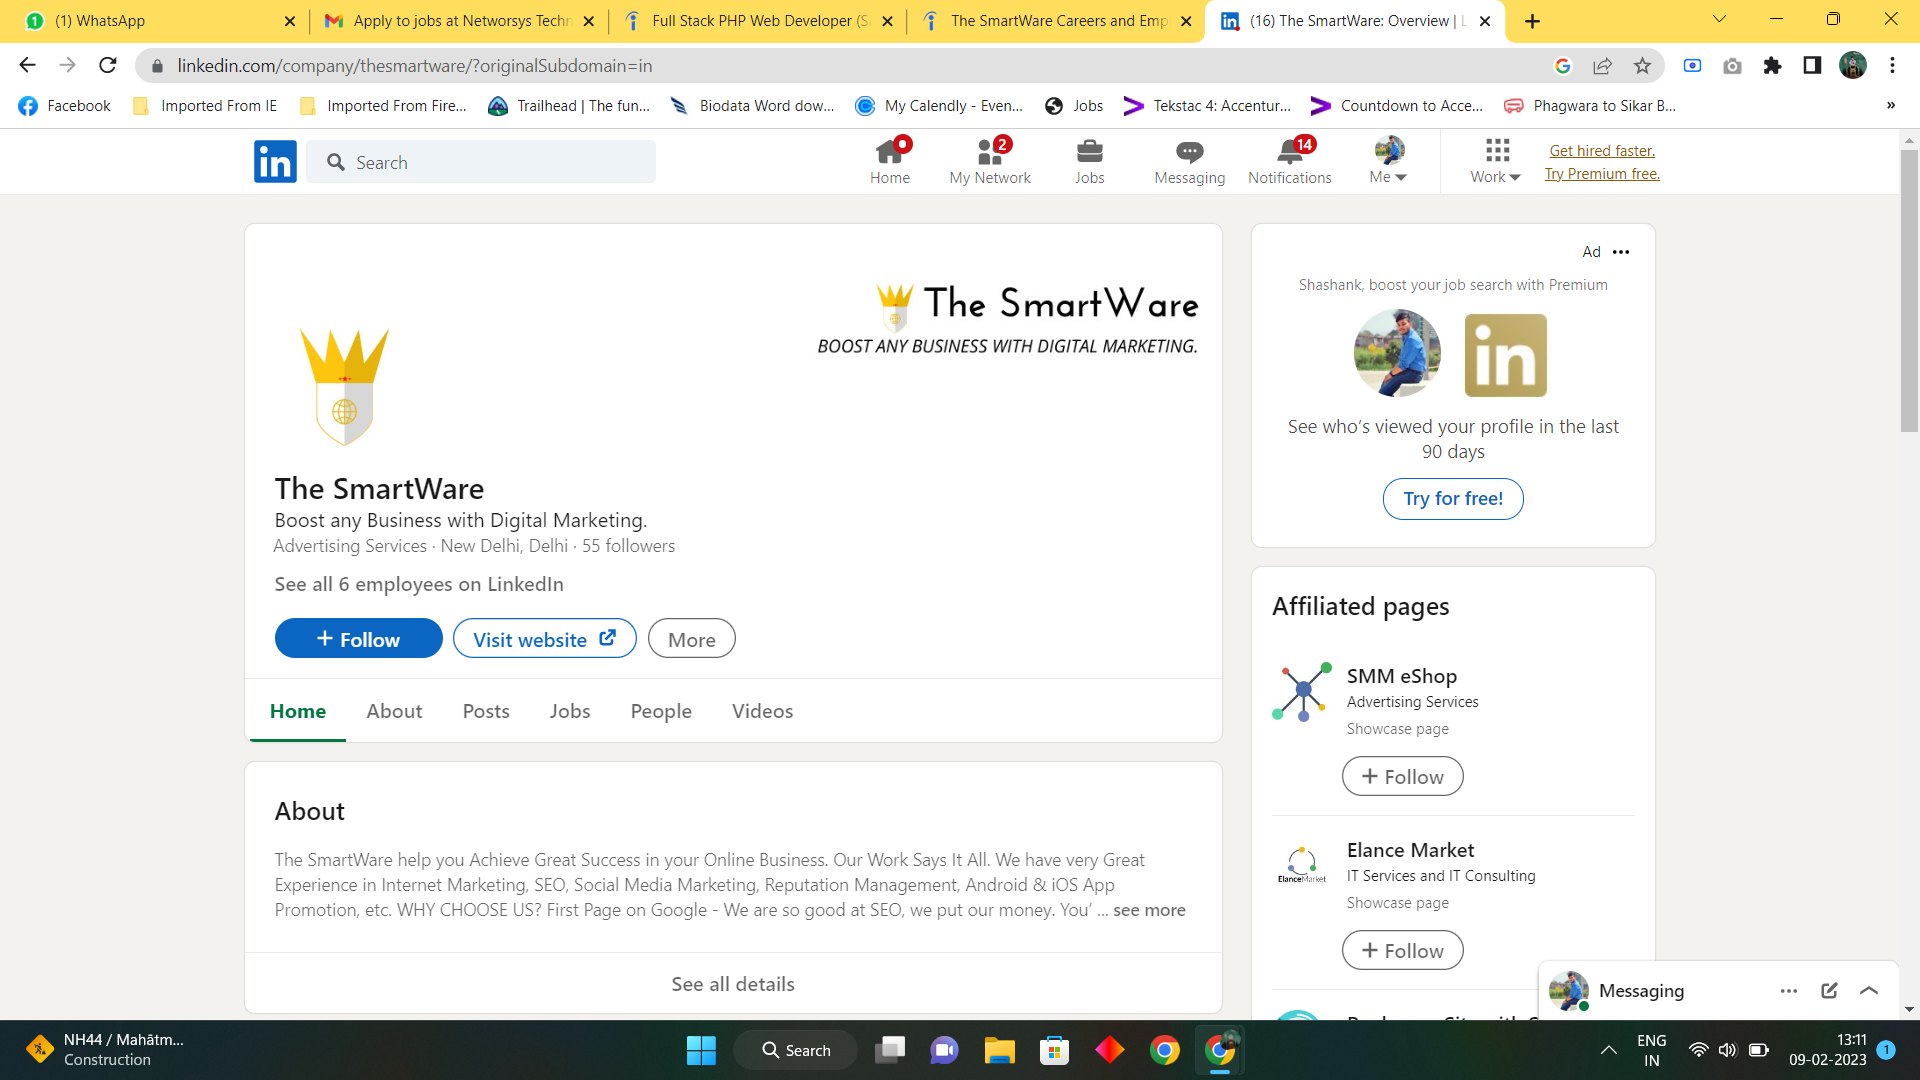 (1) WhatsApp
Apply to jobs at Networsys Techn
Full Stack PHP Web Developer (S
The SmartWare Careers and Emp
(16) The SmartWare: Overview | L
linkedin.com/company/thesmartware/?originalSubdomain=in
Facebook
Imported From IE
Imported From Fire...
Trailhead | The fun...
Biodata Word dow...
My Calendly - Even...
Jobs
Tekstac 4: Accentur...
Countdown to Acce...
Phagwara to Sikar B...
»
in
Search
Home
2
My Network
Jobs
Messaging
14
Notifications
Me
Work
Get hired faster.
Try Premium free.
The SmartWare
BOOST ANY BUSINESS WITH DIGITAL MARKETING.
The SmartWare
Boost any Business with Digital Marketing.
Advertising Services · New Delhi, Delhi · 55 followers
See all 6 employees on LinkedIn
+ Follow
Visit website
More
Home
About
Posts
Jobs
People
Videos
About
The SmartWare help you Achieve Great Success in your Online Business. Our Work Says It All. We have very Great
Experience in Internet Marketing, SEO, Social Media Marketing, Reputation Management, Android & iOS App
Promotion, etc. WHY CHOOSE US? First Page on Google - We are so good at SEO, we put our money. You’ ... see more
See all details
Ad
Shashank, boost your job search with Premium
in
See who’s viewed your profile in the last
90 days
Try for free!
Affiliated pages
SMM eShop
Advertising Services
Showcase page
+ Follow
ElanceMarket
Elance Market
IT Services and IT Consulting
Showcase page
+ Follow
Messaging
NH44 / Mahātm...
Construction
Search
ENG
IN
13:11
09-02-2023
1